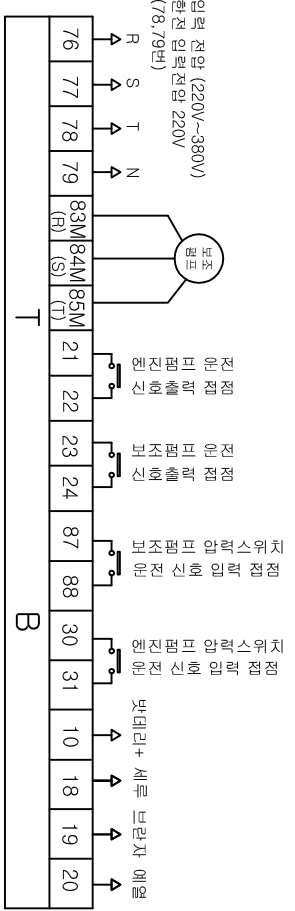 입력 전압 (220V~380V)
한전 입력전압 220V
(78,79번)
R
S
T
N
76
77
78
79
83M
(R)
84M
(S)
85M
(T)
21
22
23
24
87
88
30
31
10
18
19
20
보조
펌프
엔진펌프 운전
신호출력 접점
보조펌프 운전
신호출력 접점
보조펌프 압력스위치
운전 신호 입력 접점
엔진펌프 압력스위치
운전 신호 입력 접점
밧데리+
세루
브란자
예열
T
B